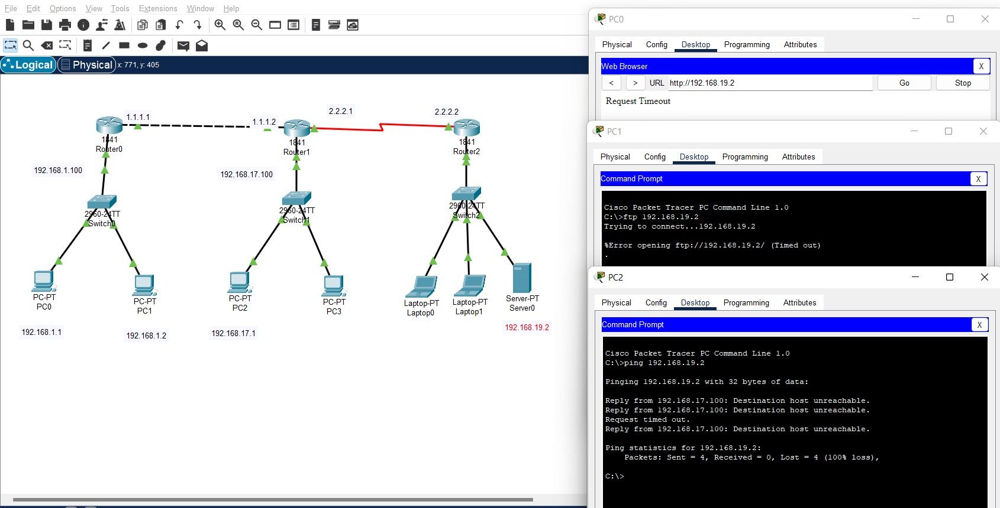 File Edit Options View Tools Extensions Window Help
Logical Physical x: 771, y: 405
1.1.1.1
1.1.1.2
2.2.2.1
2.2.2.2
1841
Router0
1841
Router1
1841
Router2
192.168.1.100
192.168.17.100
2960-24TT
Switch0
2960-24TT
Switch1
2960-24TT
Switch2
PC-PT
PC0
PC-PT
PC1
PC-PT
PC2
PC-PT
PC3
Laptop-PT
Laptop0
Laptop-PT
Laptop1
Server-PT
Server0
192.168.1.1
192.168.1.2
192.168.17.1
192.168.19.2
PC0
Physical Config Desktop Programming Attributes
Web Browser X
< > URL http://192.168.19.2 Go Stop
Request Timeout
PC1
Physical Config Desktop Programming Attributes
Command Prompt X
Cisco Packet Tracer PC Command Line 1.0
C:\>ftp 192.168.19.2
Trying to connect...192.168.19.2
%Error opening ftp://192.168.19.2/ (Timed out)
.
PC2
Physical Config Desktop Programming Attributes
Command Prompt X
Cisco Packet Tracer PC Command Line 1.0
C:\>ping 192.168.19.2
Pinging 192.168.19.2 with 32 bytes of data:
Reply from 192.168.17.100: Destination host unreachable.
Reply from 192.168.17.100: Destination host unreachable.
Request timed out.
Reply from 192.168.17.100: Destination host unreachable.
Ping statistics for 192.168.19.2:
Packets: Sent = 4, Received = 0, Lost = 4 (100% loss),
C:\>